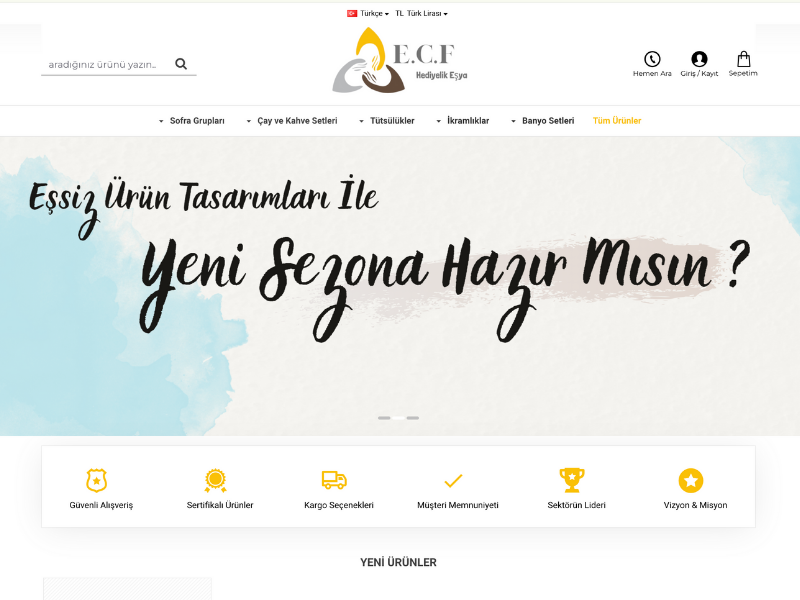 Türkçe TL Türk Lirası
aradığınız ürünü yazın..
E.C.F
Hediyelik Eşya
Hemen Ara Giriş / Kayıt Sepetim
Sofra Grupları Çay ve Kahve Setleri Tütsülükler İkramlıklar Banyo Setleri Tüm Ürünler
Eşsiz Ürün Tasarımları İle
Yeni Sezona Hazır Mısın ?
Güvenli Alışveriş Sertifikalı Ürünler Kargo Seçenekleri Müşteri Memnuniyeti Sektörün Lideri Vizyon & Misyon
YENİ ÜRÜNLER